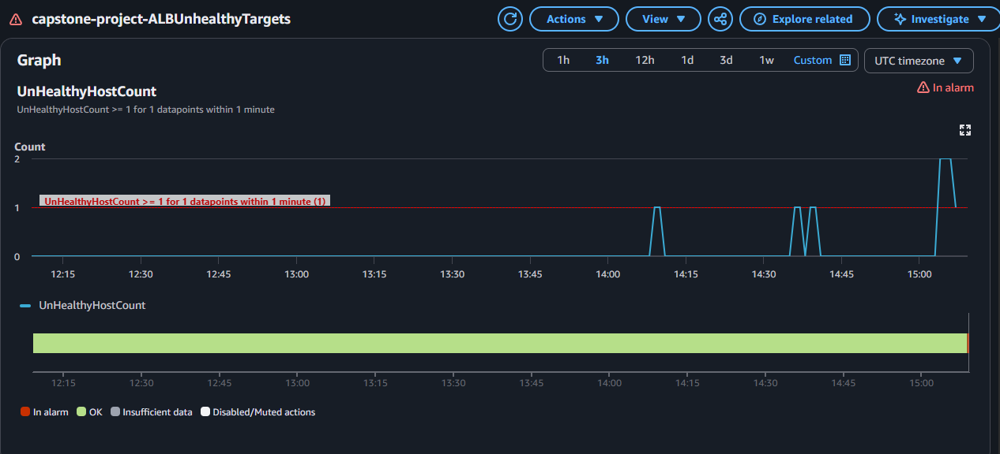 capstone-project-ALBUnhealthyTargets
Actions
View
Explore related
Investigate
Graph
1h 3h 12h 1d 3d 1w Custom
UTC timezone
UnHealthyHostCount
In alarm
UnHealthyHostCount >= 1 for 1 datapoints within 1 minute
Count
2
UnHealthyHostCount >= 1 for 1 datapoints within 1 minute (1)
1
0
12:15 12:30 12:45 13:00 13:15 13:30 13:45 14:00 14:15 14:30 14:45 15:00
UnHealthyHostCount
12:15 12:30 12:45 13:00 13:15 13:30 13:45 14:00 14:15 14:30 14:45 15:00
In alarm OK Insufficient data Disabled/Muted actions